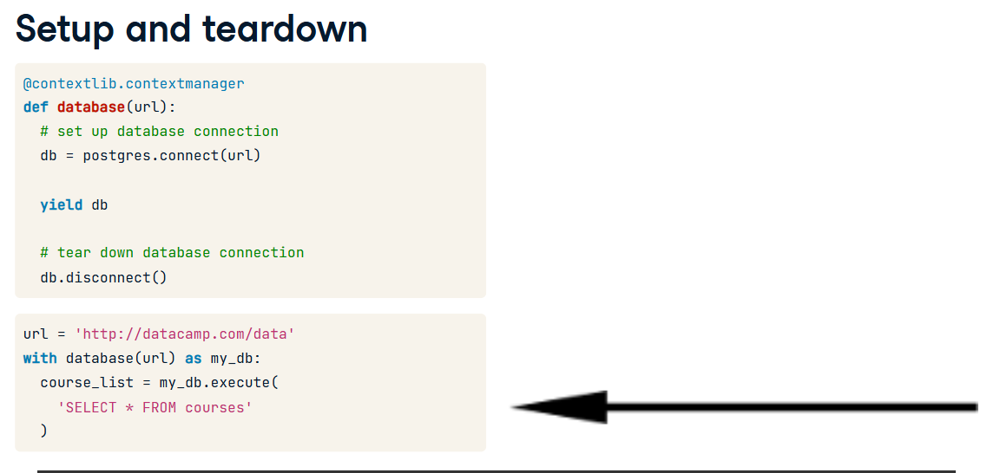 Setup and teardown
@contextlib.contextmanager
def database(url):
  # set up database connection
  db = postgres.connect(url)
  yield db
  # tear down database connection
  db.disconnect()
url = 'http://datacamp.com/data'
with database(url) as my_db:
  course_list = my_db.execute(
    'SELECT * FROM courses'
  )